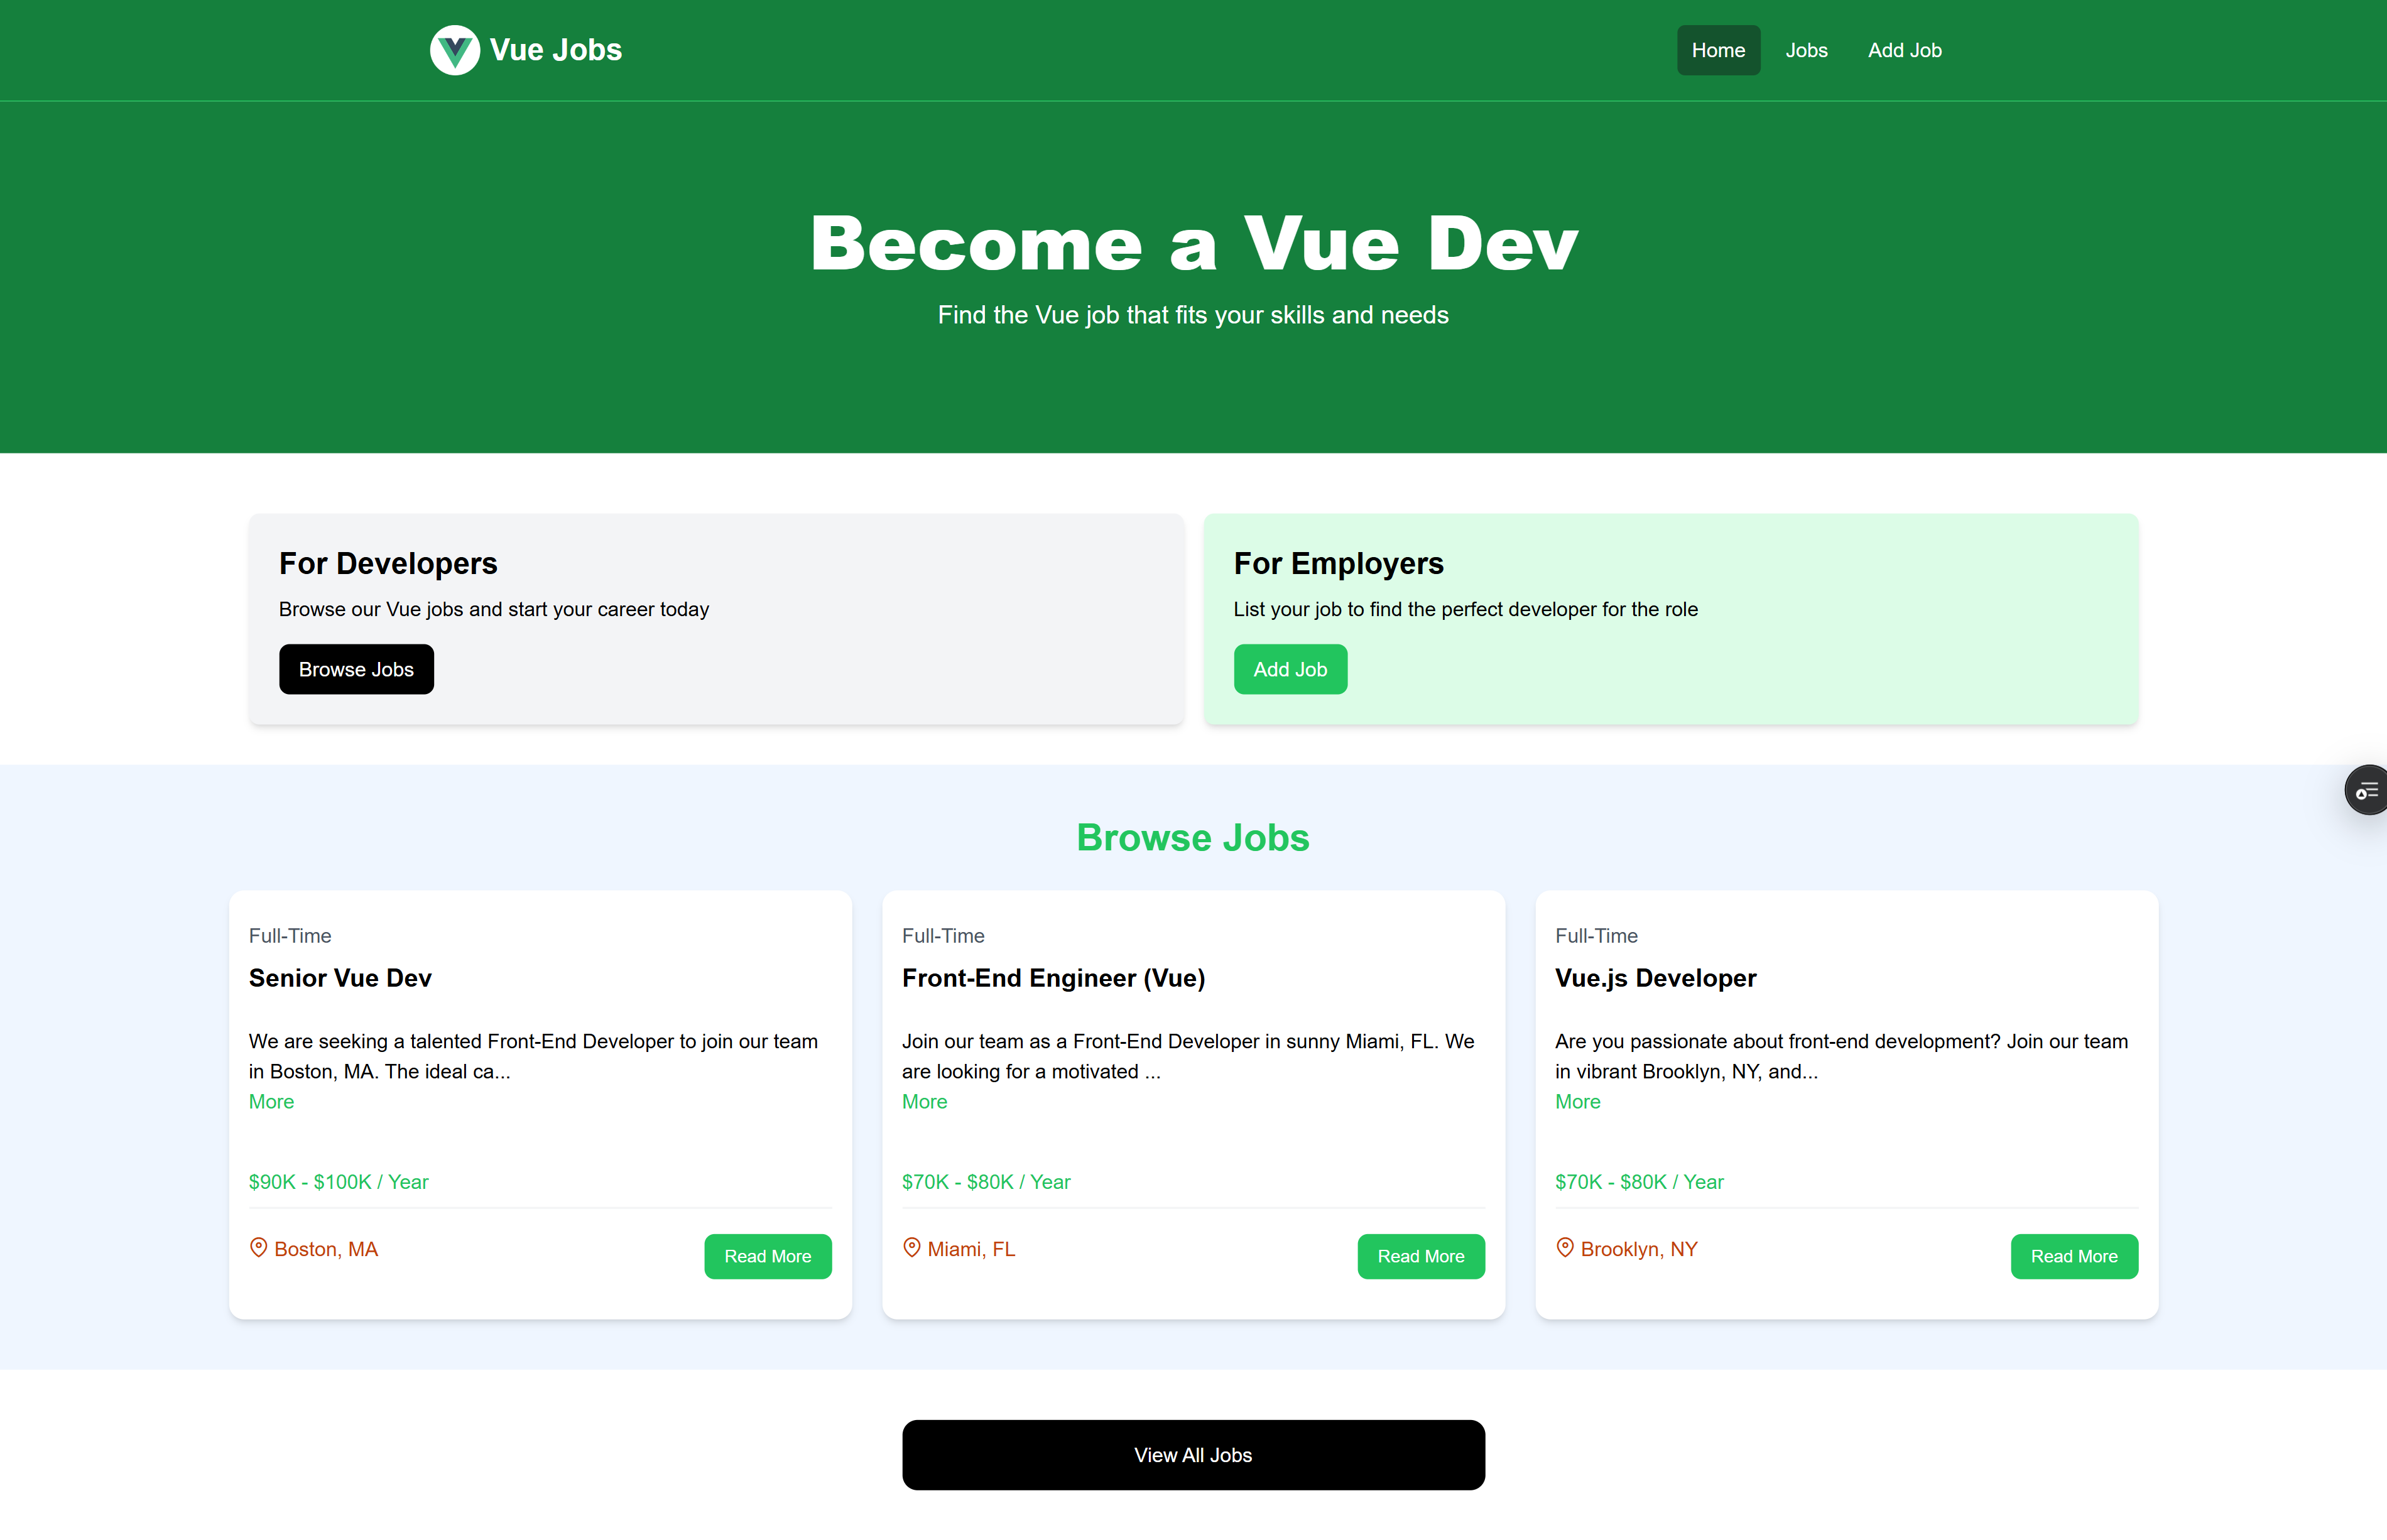 Vue Jobs
Home
Jobs
Add Job
Become a Vue Dev
Find the Vue job that fits your skills and needs
For Developers
Browse our Vue jobs and start your career today
Browse Jobs
For Employers
List your job to find the perfect developer for the role
Add Job
Browse Jobs
Full-Time
Senior Vue Dev
We are seeking a talented Front-End Developer to join our team
in Boston, MA. The ideal ca...
More
$90K - $100K / Year
Boston, MA
Read More
Full-Time
Front-End Engineer (Vue)
Join our team as a Front-End Developer in sunny Miami, FL. We
are looking for a motivated ...
More
$70K - $80K / Year
Miami, FL
Read More
Full-Time
Vue.js Developer
Are you passionate about front-end development? Join our team
in vibrant Brooklyn, NY, and...
More
$70K - $80K / Year
Brooklyn, NY
Read More
View All Jobs